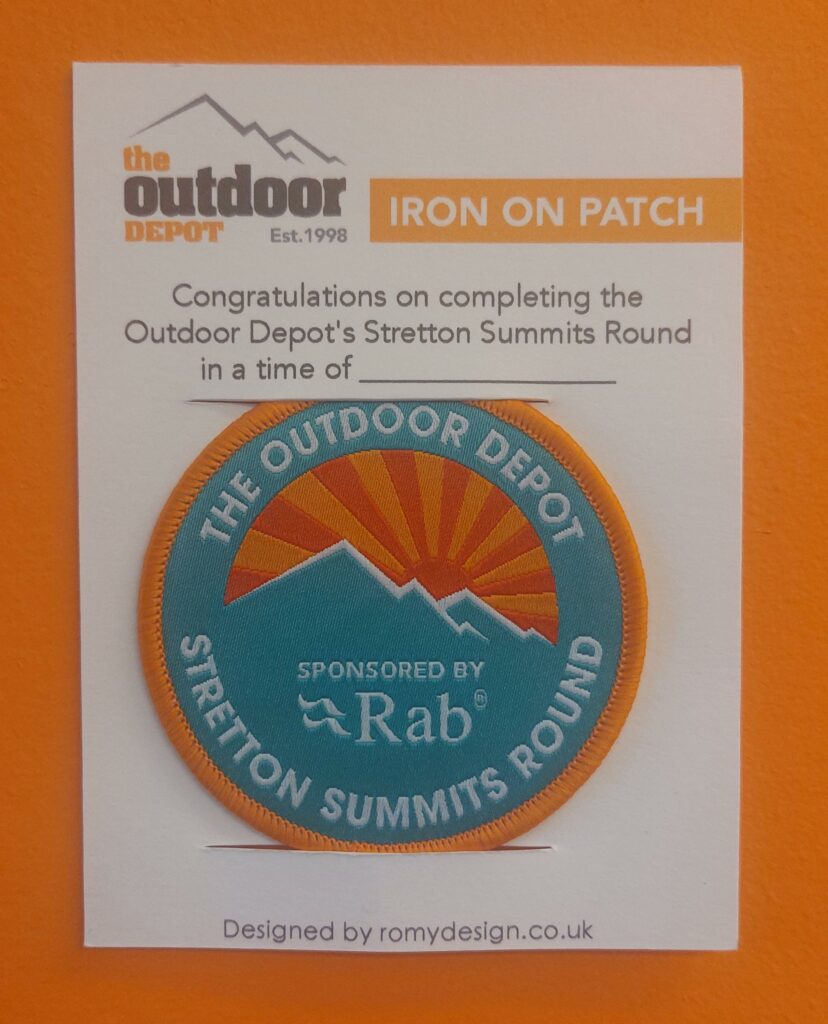 the
outdoor
DEPOT Est.1998
IRON ON PATCH
Congratulations on completing the
Outdoor Depot's Stretton Summits Round
in a time of
THE OUTDOOR DEPOT
SPONSORED BY
Rab®
STRETTON SUMMITS ROUND
Designed by romydesign.co.uk